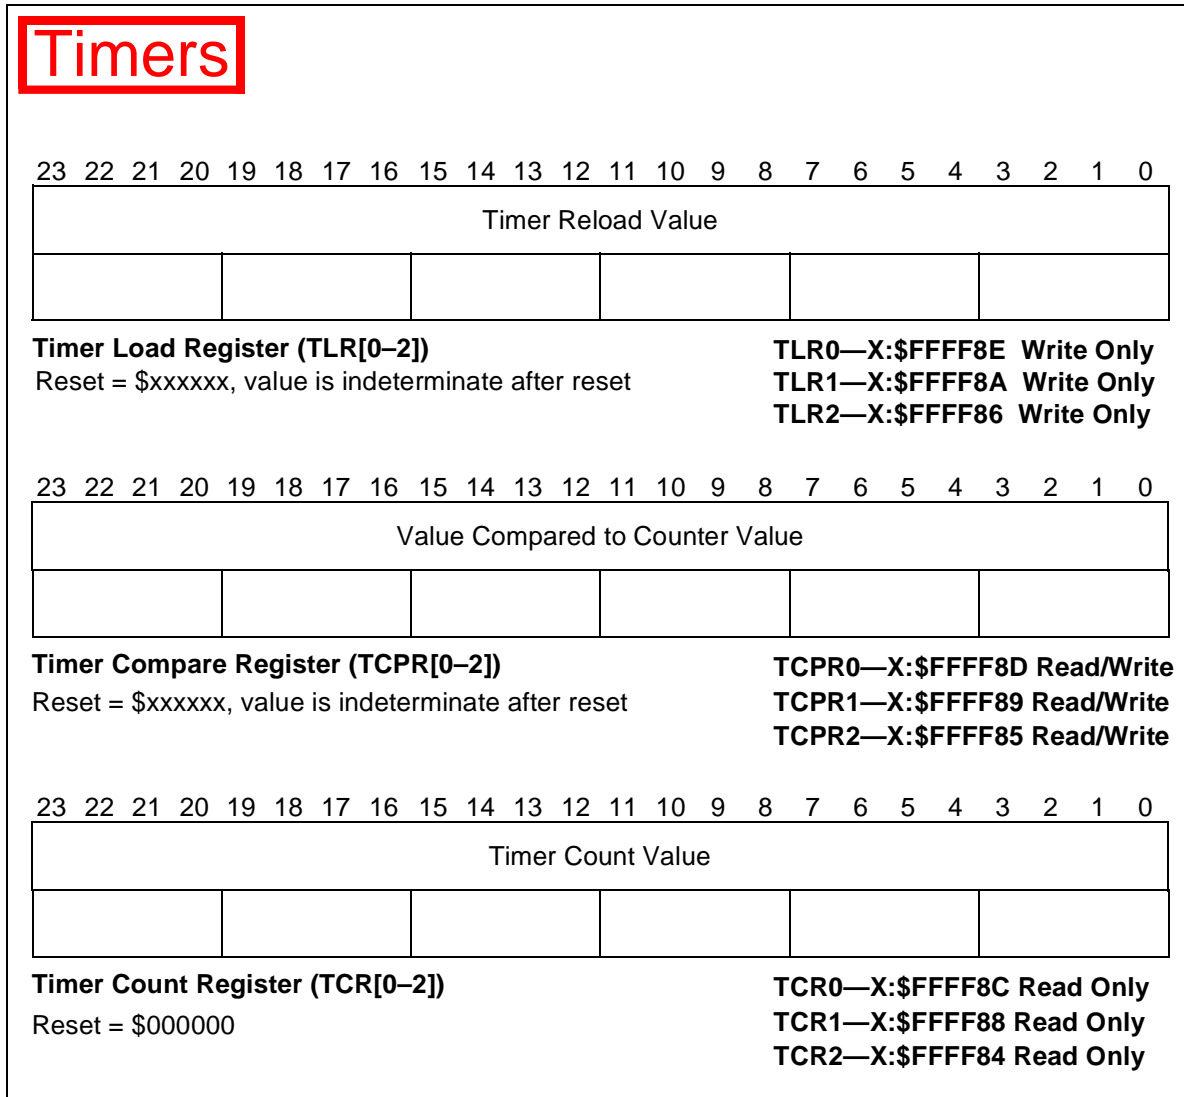 Timers
23 22 21 20 19 18 17 16 15 14 13 12 11 10 9 8 7 6 5 4 3 2 1 0
Timer Reload Value
Timer Load Register (TLR[0–2])
Reset = $xxxxxx, value is indeterminate after reset
TLR0—X:$FFFF8E Write Only
TLR1—X:$FFFF8A Write Only
TLR2—X:$FFFF86 Write Only
23 22 21 20 19 18 17 16 15 14 13 12 11 10 9 8 7 6 5 4 3 2 1 0
Value Compared to Counter Value
Timer Compare Register (TCPR[0–2])
Reset = $xxxxxx, value is indeterminate after reset
TCPR0—X:$FFFF8D Read/Write
TCPR1—X:$FFFF89 Read/Write
TCPR2—X:$FFFF85 Read/Write
23 22 21 20 19 18 17 16 15 14 13 12 11 10 9 8 7 6 5 4 3 2 1 0
Timer Count Value
Timer Count Register (TCR[0–2])
Reset = $000000
TCR0—X:$FFFF8C Read Only
TCR1—X:$FFFF88 Read Only
TCR2—X:$FFFF84 Read Only